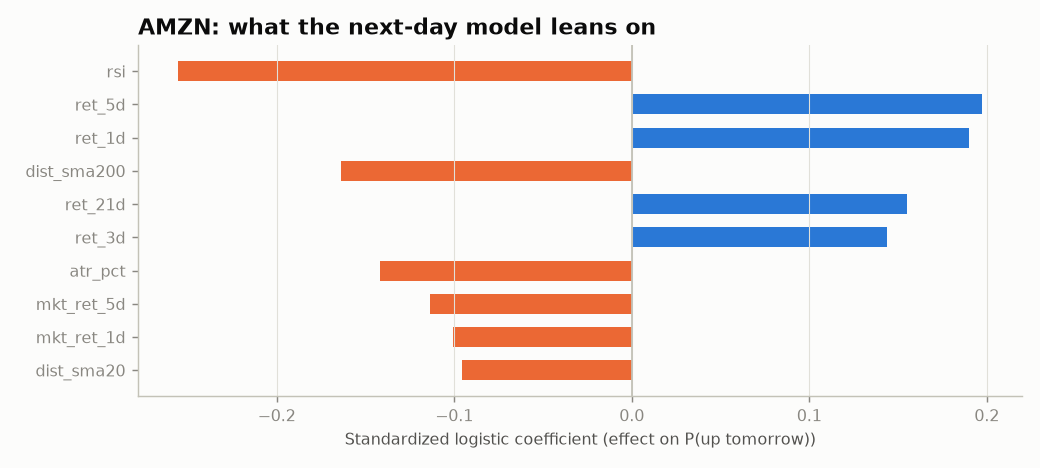 AMZN: what the next-day model leans on
rsi
ret_5d
ret_1d
dist_sma200
ret_21d
ret_3d
atr_pct
mkt_ret_5d
mkt_ret_1d
dist_sma20
−0.2 −0.1 0.0 0.1 0.2
Standardized logistic coefficient (effect on P(up tomorrow))